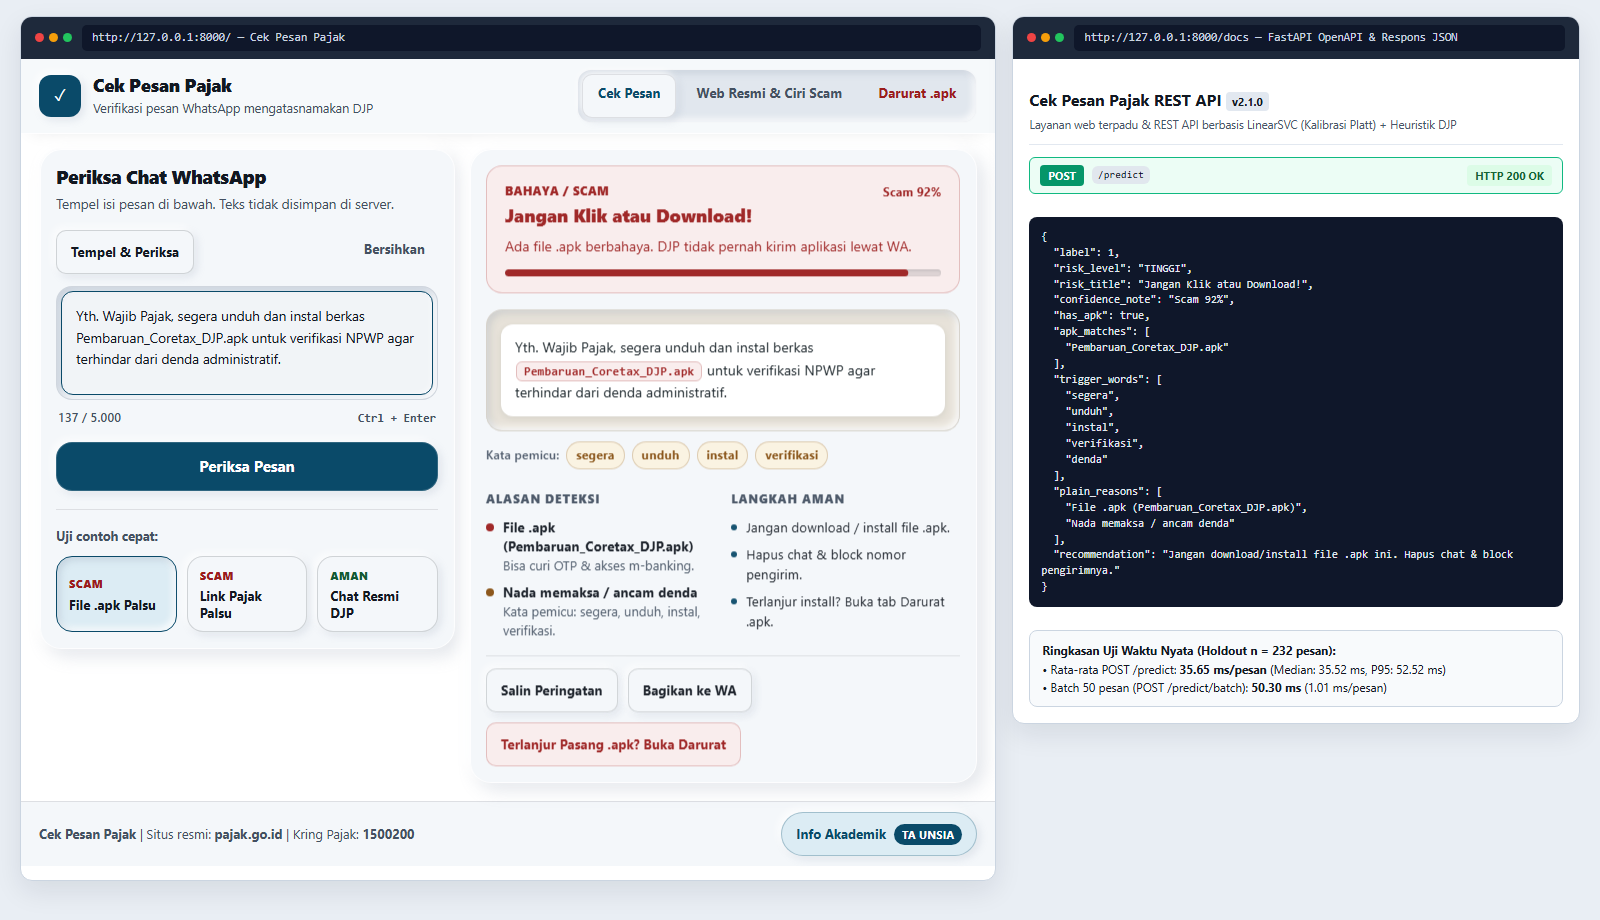 http://127.0.0.1:8000/ — Cek Pesan Pajak
✓
Cek Pesan Pajak
Verifikasi pesan WhatsApp mengatasnamakan DJP
Cek Pesan
Web Resmi & Ciri Scam
Darurat .apk
Periksa Chat WhatsApp
Tempel isi pesan di bawah. Teks tidak disimpan di server.
Tempel & Periksa
Bersihkan
Yth. Wajib Pajak, segera unduh dan instal berkas
Pembaruan_Coretax_DJP.apk untuk verifikasi NPWP agar
terhindar dari denda administratif.
137 / 5.000
Ctrl + Enter
Periksa Pesan
Uji contoh cepat:
SCAM
File .apk Palsu
SCAM
Link Pajak
Palsu
AMAN
Chat Resmi
DJP
BAHAYA / SCAM
Scam 92%
Jangan Klik atau Download!
Ada file .apk berbahaya. DJP tidak pernah kirim aplikasi lewat WA.
Yth. Wajib Pajak, segera unduh dan instal berkas
Pembaruan_Coretax_DJP.apk untuk verifikasi NPWP agar
terhindar dari denda administratif.
Kata pemicu: segera unduh instal verifikasi
ALASAN DETEKSI
File .apk
(Pembaruan_Coretax_DJP.apk)
Bisa curi OTP & akses m-banking.
Nada memaksa / ancam denda
Kata pemicu: segera, unduh, instal,
verifikasi.
LANGKAH AMAN
Jangan download / install file .apk.
Hapus chat & block nomor
pengirim.
Terlanjur install? Buka tab Darurat
.apk.
Salin Peringatan
Bagikan ke WA
Terlanjur Pasang .apk? Buka Darurat
Cek Pesan Pajak | Situs resmi: pajak.go.id | Kring Pajak: 1500200
Info Akademik TA UNSIA
http://127.0.0.1:8000/docs — FastAPI OpenAPI & Respons JSON
Cek Pesan Pajak REST API v2.1.0
Layanan web terpadu & REST API berbasis LinearSVC (Kalibrasi Platt) + Heuristik DJP
POST /predict HTTP 200 OK
{
"label": 1,
"risk_level": "TINGGI",
"risk_title": "Jangan Klik atau Download!",
"confidence_note": "Scam 92%",
"has_apk": true,
"apk_matches": [
"Pembaruan_Coretax_DJP.apk"
],
"trigger_words": [
"segera",
"unduh",
"instal",
"verifikasi",
"denda"
],
"plain_reasons": [
"File .apk (Pembaruan_Coretax_DJP.apk)",
"Nada memaksa / ancam denda"
],
"recommendation": "Jangan download/install file .apk ini. Hapus chat & block
pengirimnya."
}
Ringkasan Uji Waktu Nyata (Holdout n = 232 pesan):
• Rata-rata POST /predict: 35.65 ms/pesan (Median: 35.52 ms, P95: 52.52 ms)
• Batch 50 pesan (POST /predict/batch): 50.30 ms (1.01 ms/pesan)